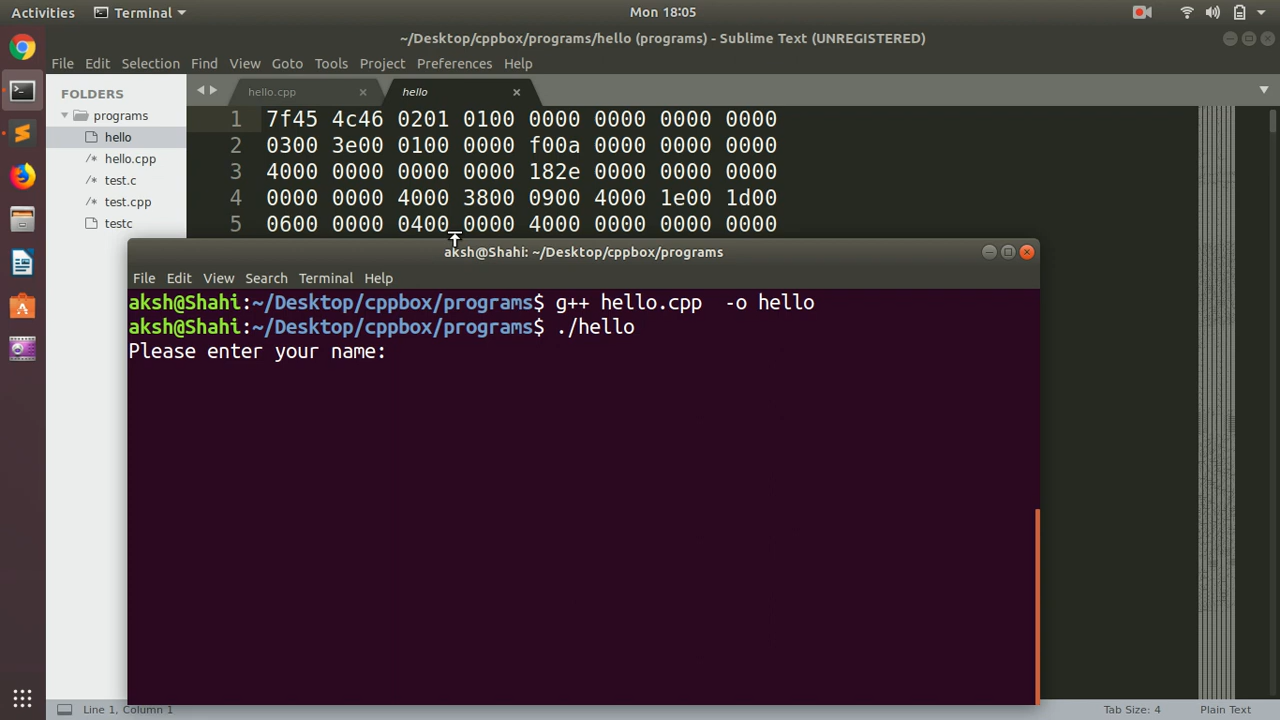 Activities Terminal Mon 18:05
~/Desktop/cppbox/programs/hello (programs) - Sublime Text (UNREGISTERED)
File Edit Selection Find View Goto Tools Project Preferences Help
FOLDERS
programs
hello
hello.cpp
test.c
test.cpp
testc
hello.cpp hello
1 7f45 4c46 0201 0100 0000 0000 0000 0000
2 0300 3e00 0100 0000 f00a 0000 0000 0000
3 4000 0000 0000 0000 182e 0000 0000 0000
4 0000 0000 4000 3800 0900 4000 1e00 1d00
5 0600 0000 0400 0000 4000 0000 0000 0000
aksh@Shahi: ~/Desktop/cppbox/programs
File Edit View Search Terminal Help
aksh@Shahi:~/Desktop/cppbox/programs$ g++ hello.cpp  -o hello
aksh@Shahi:~/Desktop/cppbox/programs$ ./hello
Please enter your name:
Line 1, Column 1 Tab Size: 4 Plain Text